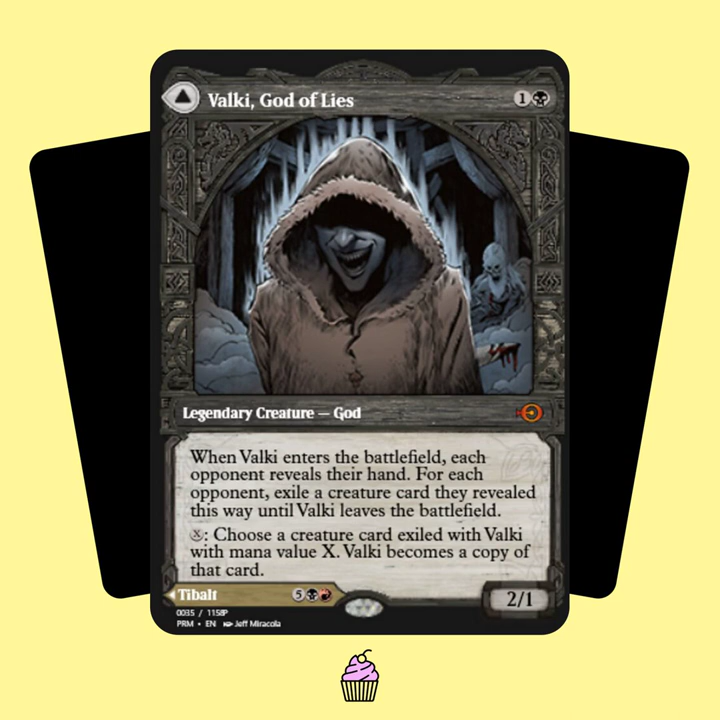 Valki, God of Lies 1
Legendary Creature — God
When Valki enters the battlefield, each
opponent reveals their hand. For each
opponent, exile a creature card they revealed
this way until Valki leaves the battlefield.
X: Choose a creature card exiled with Valki
with mana value X. Valki becomes a copy of
that card.
Tibalt 5
2/1
0035 / 1158P
PRM • EN Jeff Miracola